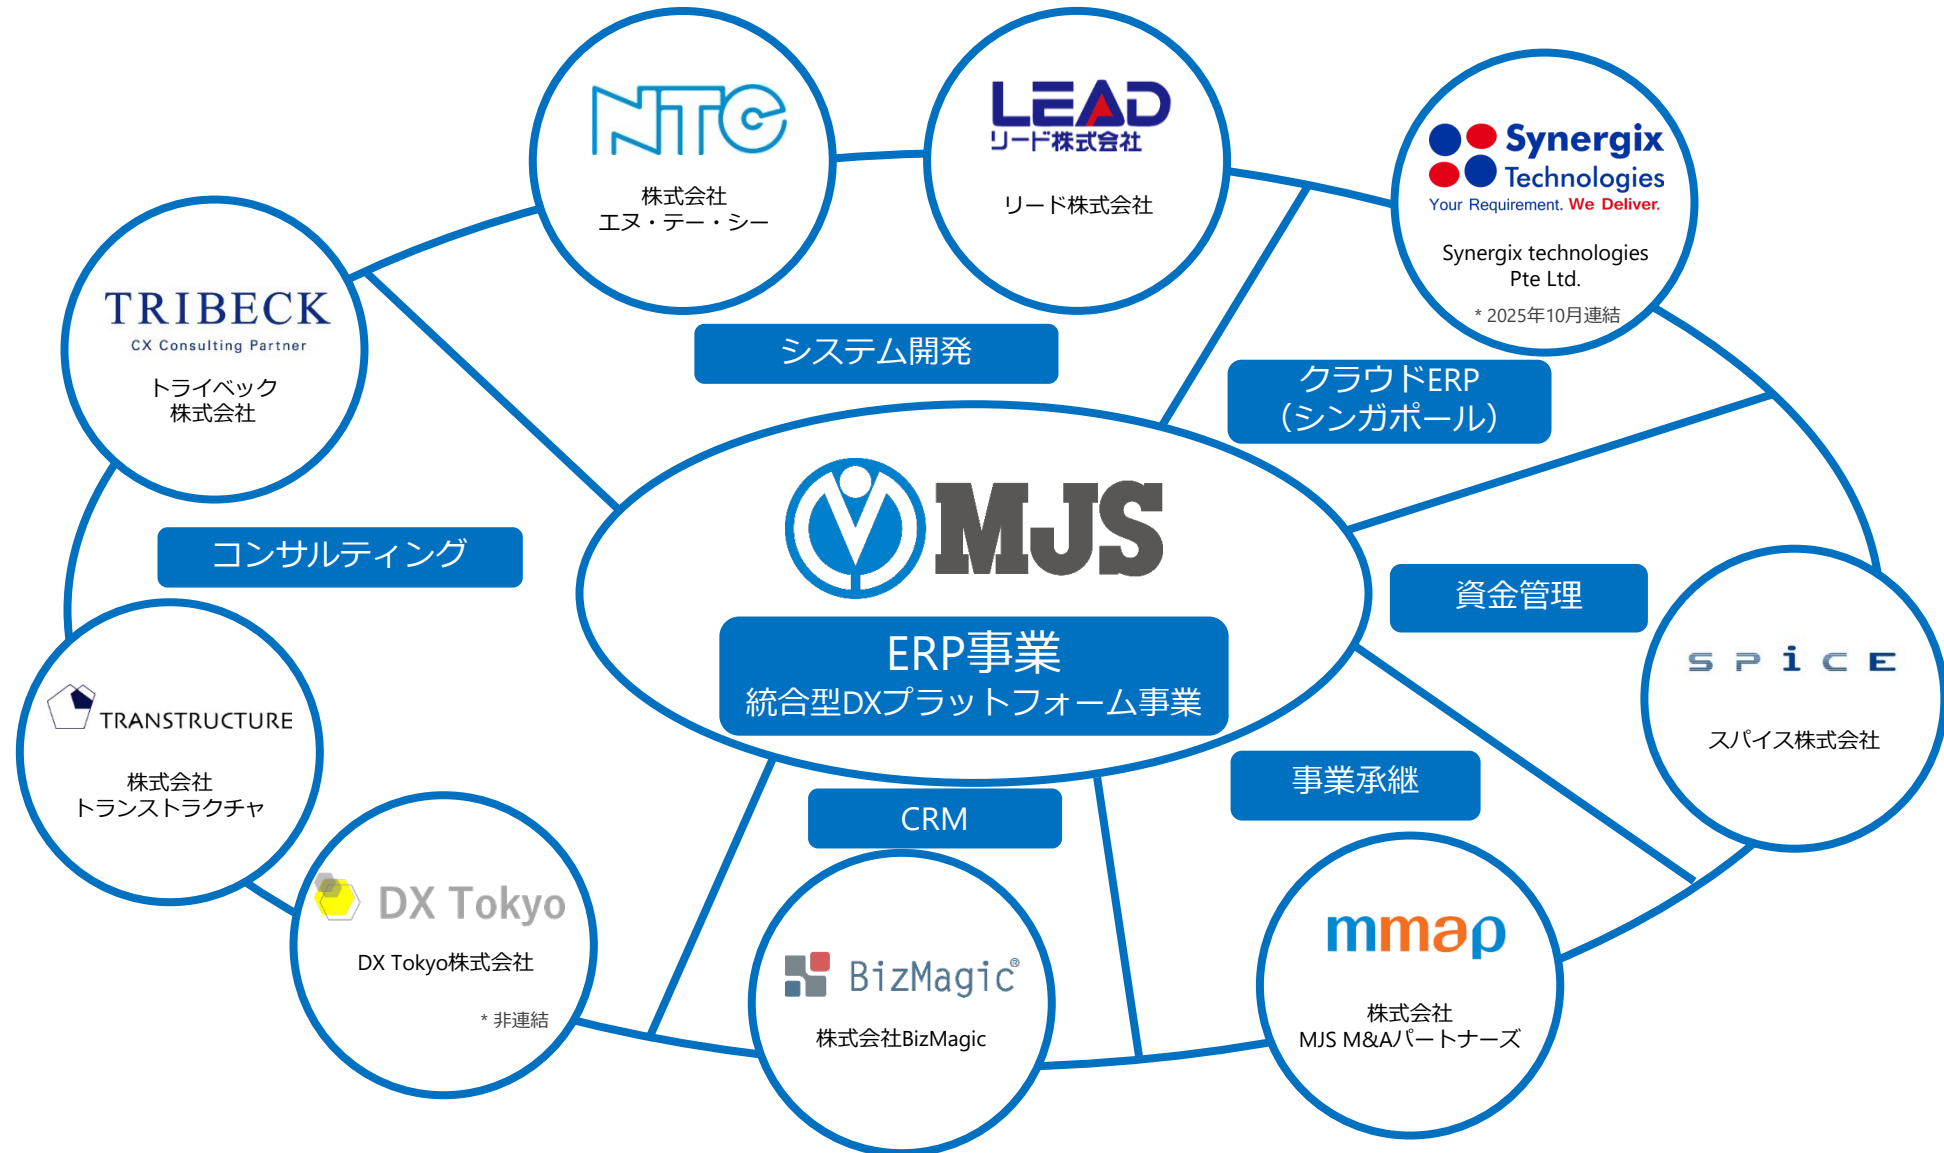 NTC
株式会社
エヌ・テー・シー
LEAD
リード株式会社
リード株式会社
Synergix
Technologies
Your Requirement. We Deliver.
Synergix technologies
Pte Ltd.
* 2025年10月連結
TRIBECK
CX Consulting Partner
トライベック
株式会社
システム開発
クラウドERP
（シンガポール）
コンサルティング
MJS
ERP事業
統合型DXプラットフォーム事業
資金管理
SPiCE
スパイス株式会社
TRANSTRUCTURE
株式会社
トランストラクチャ
事業承継
CRM
DX Tokyo
DX Tokyo株式会社
* 非連結
BizMagic®
株式会社BizMagic
mmap
株式会社
MJS M&Aパートナーズ